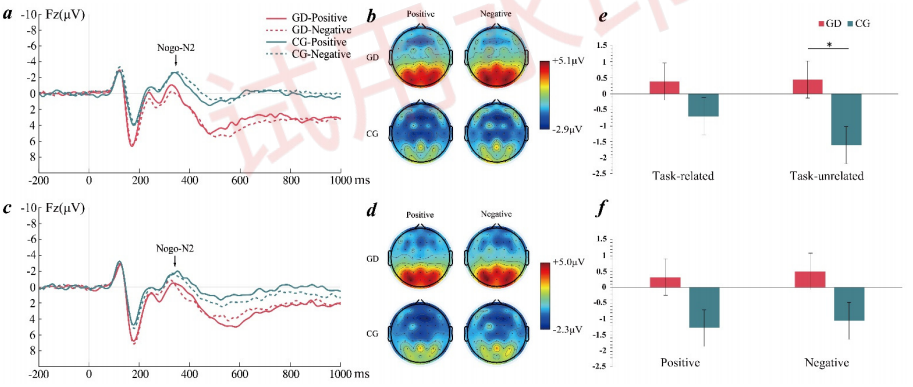 a
Fz(μV)
-10
-8
-6
-4
-2
0
2
4
6
8
-200
0
200
400
600
800
1000 ms
Nogo-N2
GD-Positive
GD-Negative
CG-Positive
CG-Negative
b
Positive
Negative
GD
CG
+5.1μV
-2.9μV
e
GD
CG
1.5
1
0.5
0
-0.5
-1
-1.5
-2
-2.5
*
Task-related
Task-unrelated
c
Fz(μV)
-10
-8
-6
-4
-2
0
2
4
6
8
-200
0
200
400
600
800
1000 ms
Nogo-N2
d
Positive
Negative
GD
CG
+5.0μV
-2.3μV
f
1.5
1
0.5
0
-0.5
-1
-1.5
-2
-2.5
Positive
Negative
试用水印